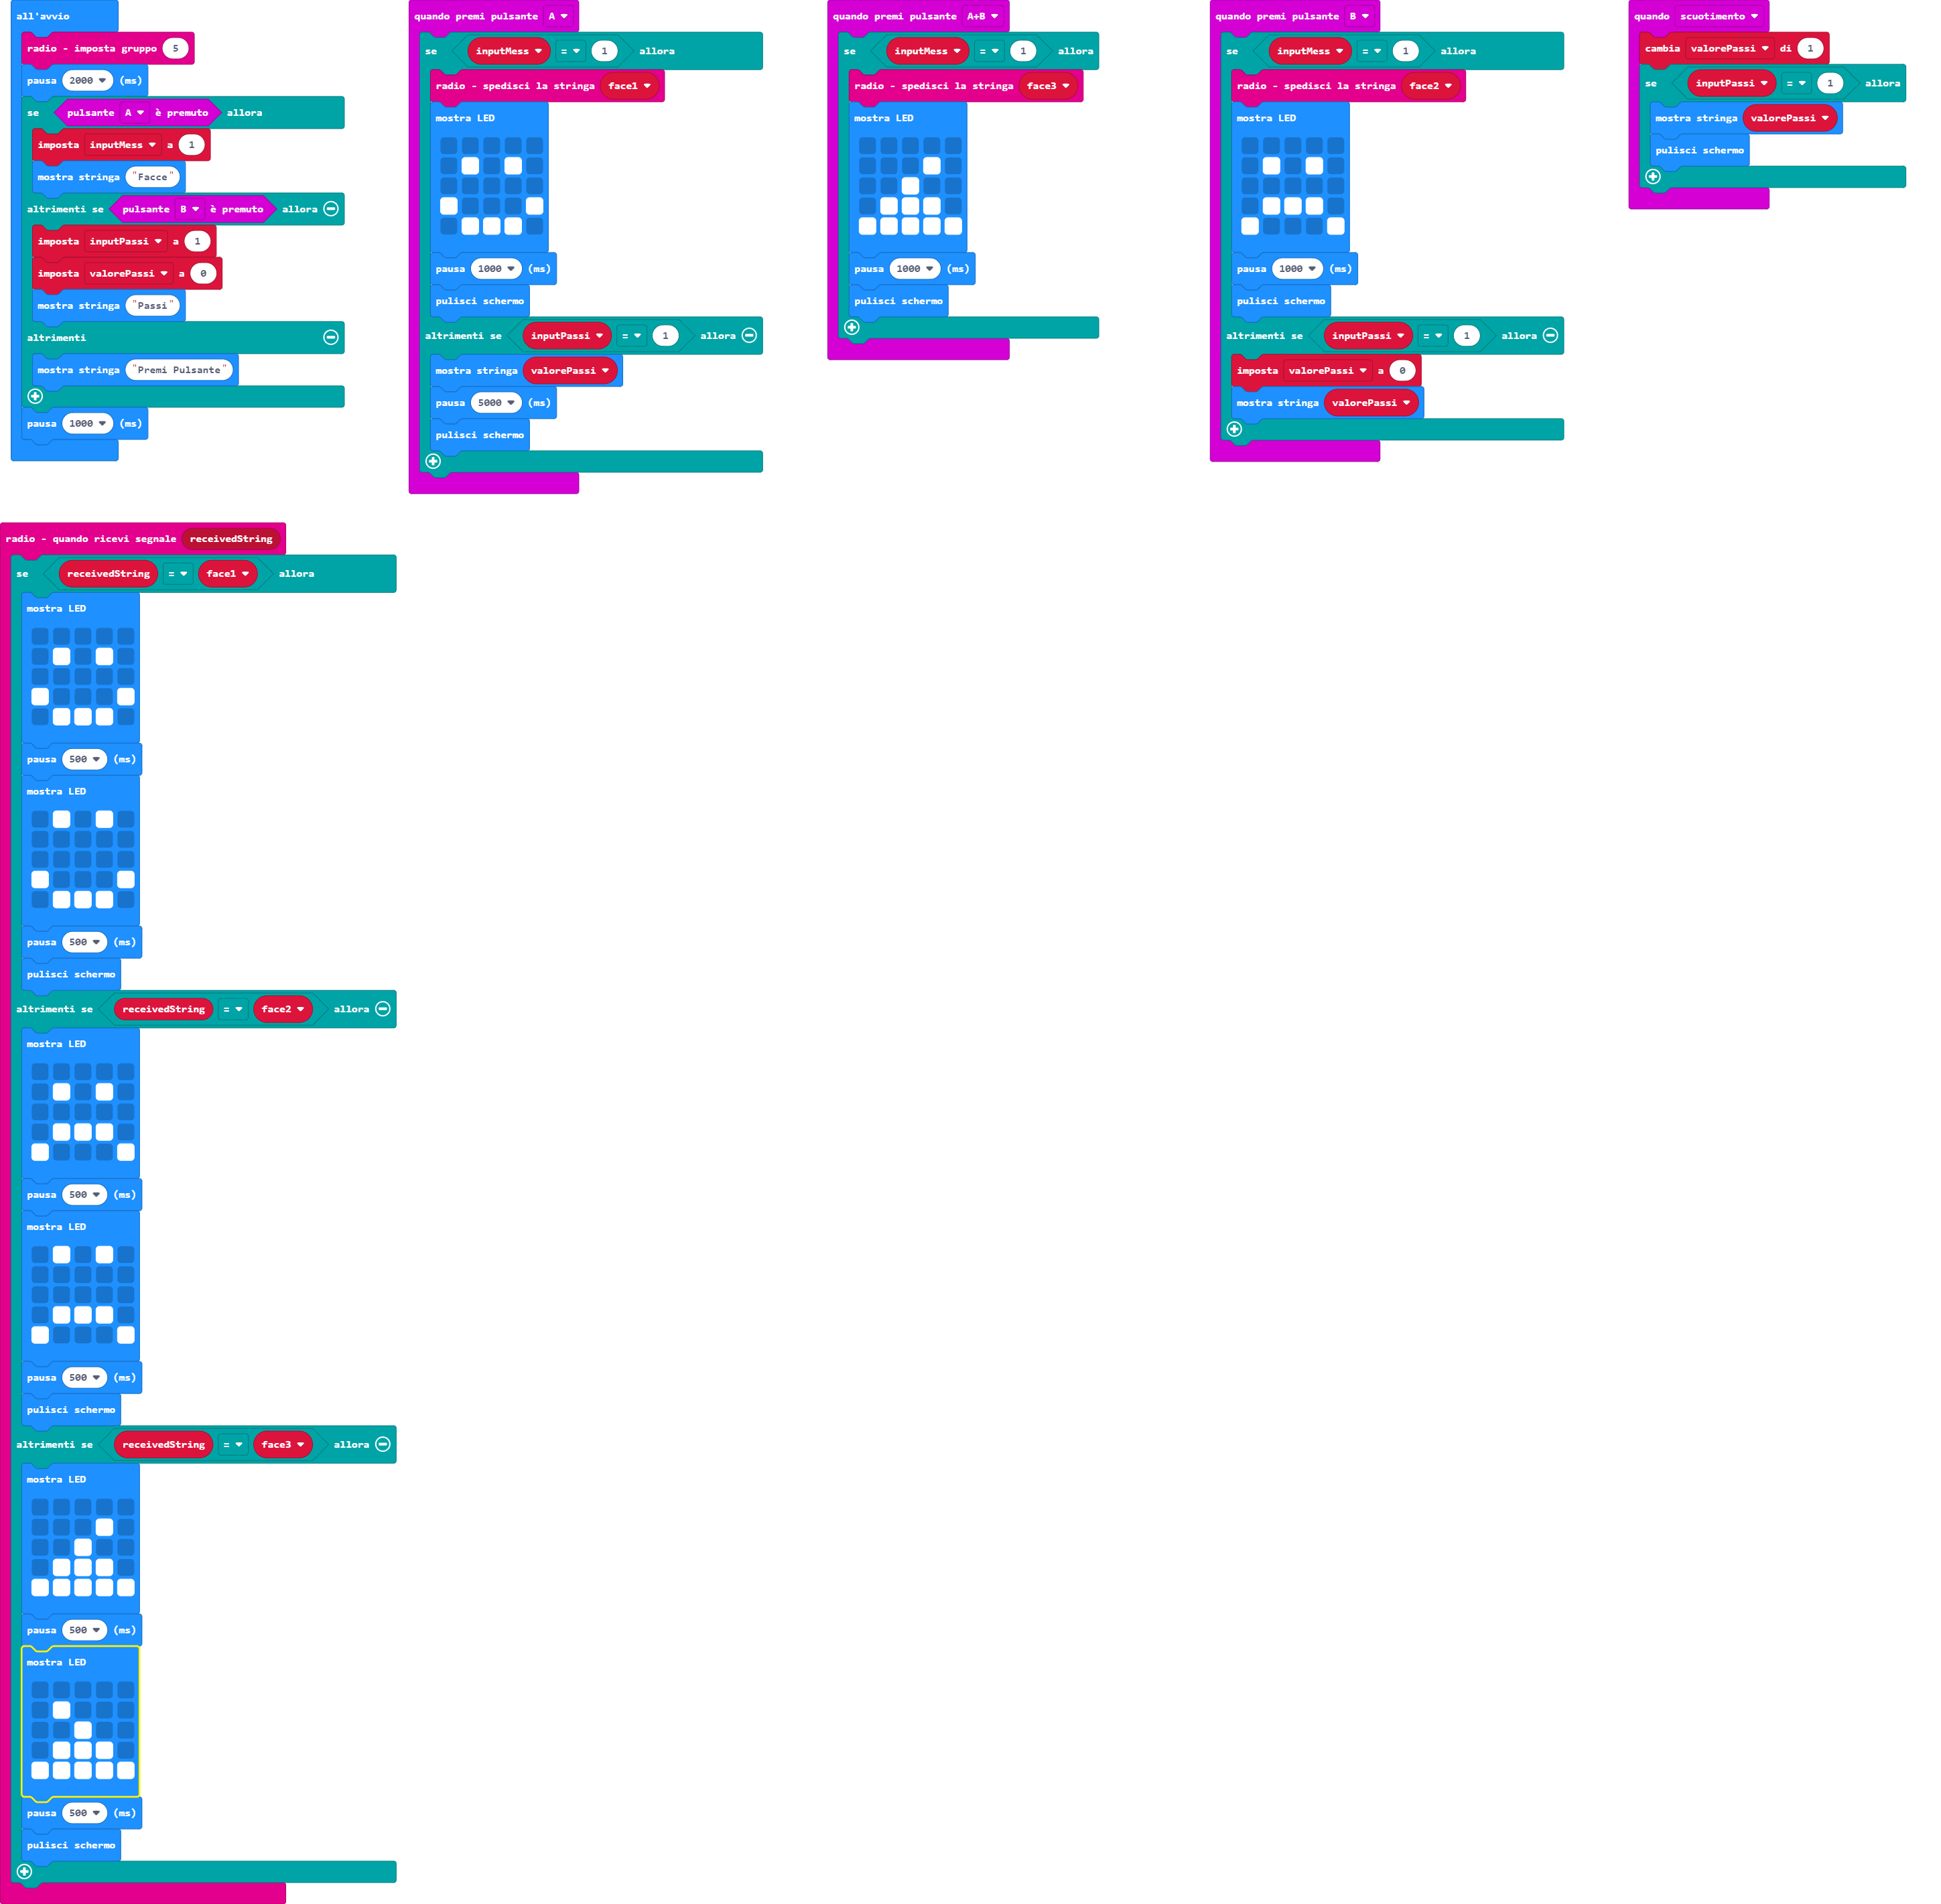 all'avvio
radio - imposta gruppo 5
pausa 2000 (ms)
se pulsante A è premuto allora
imposta inputMess a 1
mostra stringa "Facce"
altrimenti se pulsante B è premuto allora
imposta inputPassi a 1
imposta valorePassi a 0
mostra stringa "Passi"
altrimenti
mostra stringa "Premi Pulsante"
pausa 1000 (ms)
quando premi pulsante A
se inputMess = 1 allora
radio - spedisci la stringa face1
mostra LED
pausa 1000 (ms)
pulisci schermo
altrimenti se inputPassi = 1 allora
mostra stringa valorePassi
pausa 5000 (ms)
pulisci schermo
quando premi pulsante A+B
se inputMess = 1 allora
radio - spedisci la stringa face3
mostra LED
pausa 1000 (ms)
pulisci schermo
quando premi pulsante B
se inputMess = 1 allora
radio - spedisci la stringa face2
mostra LED
pausa 1000 (ms)
pulisci schermo
altrimenti se inputPassi = 1 allora
imposta valorePassi a 0
mostra stringa valorePassi
quando scuotimento
cambia valorePassi di 1
se inputPassi = 1 allora
mostra stringa valorePassi
pulisci schermo
radio - quando ricevi segnale receivedString
se receivedString = face1 allora
mostra LED
pausa 500 (ms)
mostra LED
pausa 500 (ms)
pulisci schermo
altrimenti se receivedString = face2 allora
mostra LED
pausa 500 (ms)
mostra LED
pausa 500 (ms)
pulisci schermo
altrimenti se receivedString = face3 allora
mostra LED
pausa 500 (ms)
mostra LED
pausa 500 (ms)
pulisci schermo